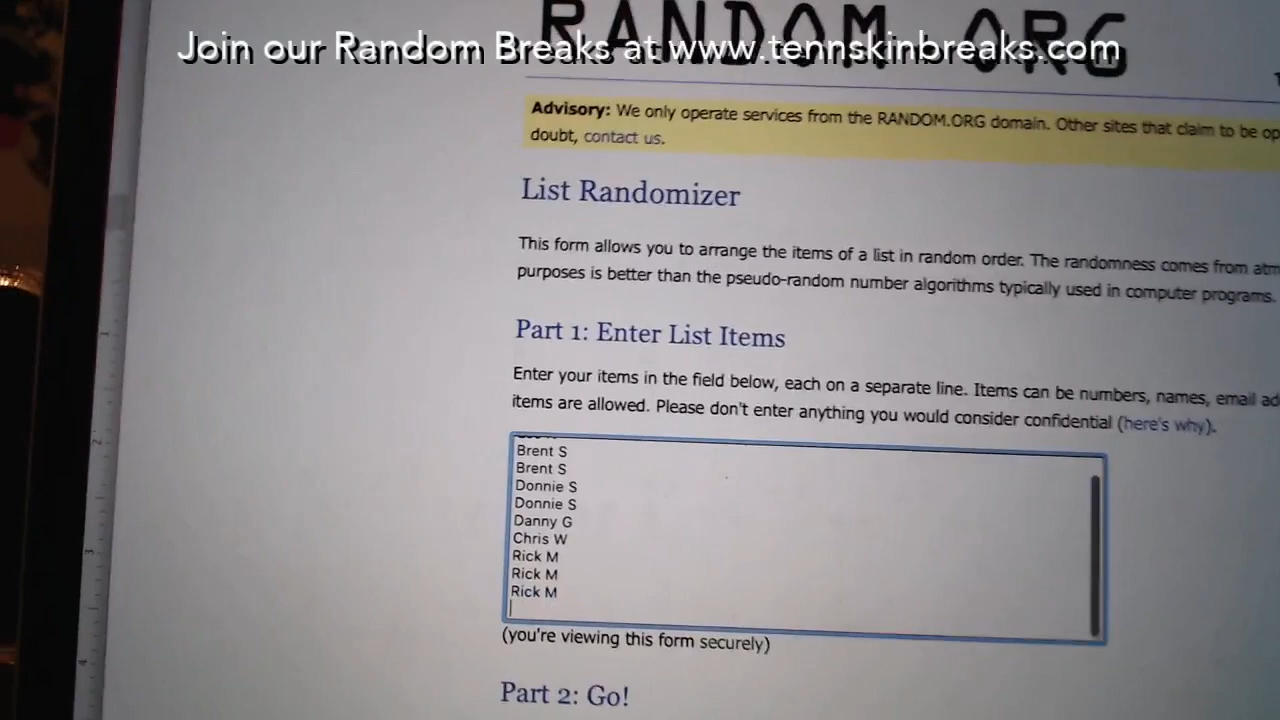 RANDOM.ORG
Join our Random Breaks at www.tennskinbreaks.com
Advisory: We only operate services from the RANDOM.ORG domain. Other sites that claim to be op
doubt, contact us.
List Randomizer
This form allows you to arrange the items of a list in random order. The randomness comes from atm
purposes is better than the pseudo-random number algorithms typically used in computer programs.
Part 1: Enter List Items
Enter your items in the field below, each on a separate line. Items can be numbers, names, email ad
items are allowed. Please don't enter anything you would consider confidential (here's why).
Brent S
Brent S
Donnie S
Donnie S
Danny G
Chris W
Rick M
Rick M
Rick M
(you're viewing this form securely)
Part 2: Go!
1
2
3
4